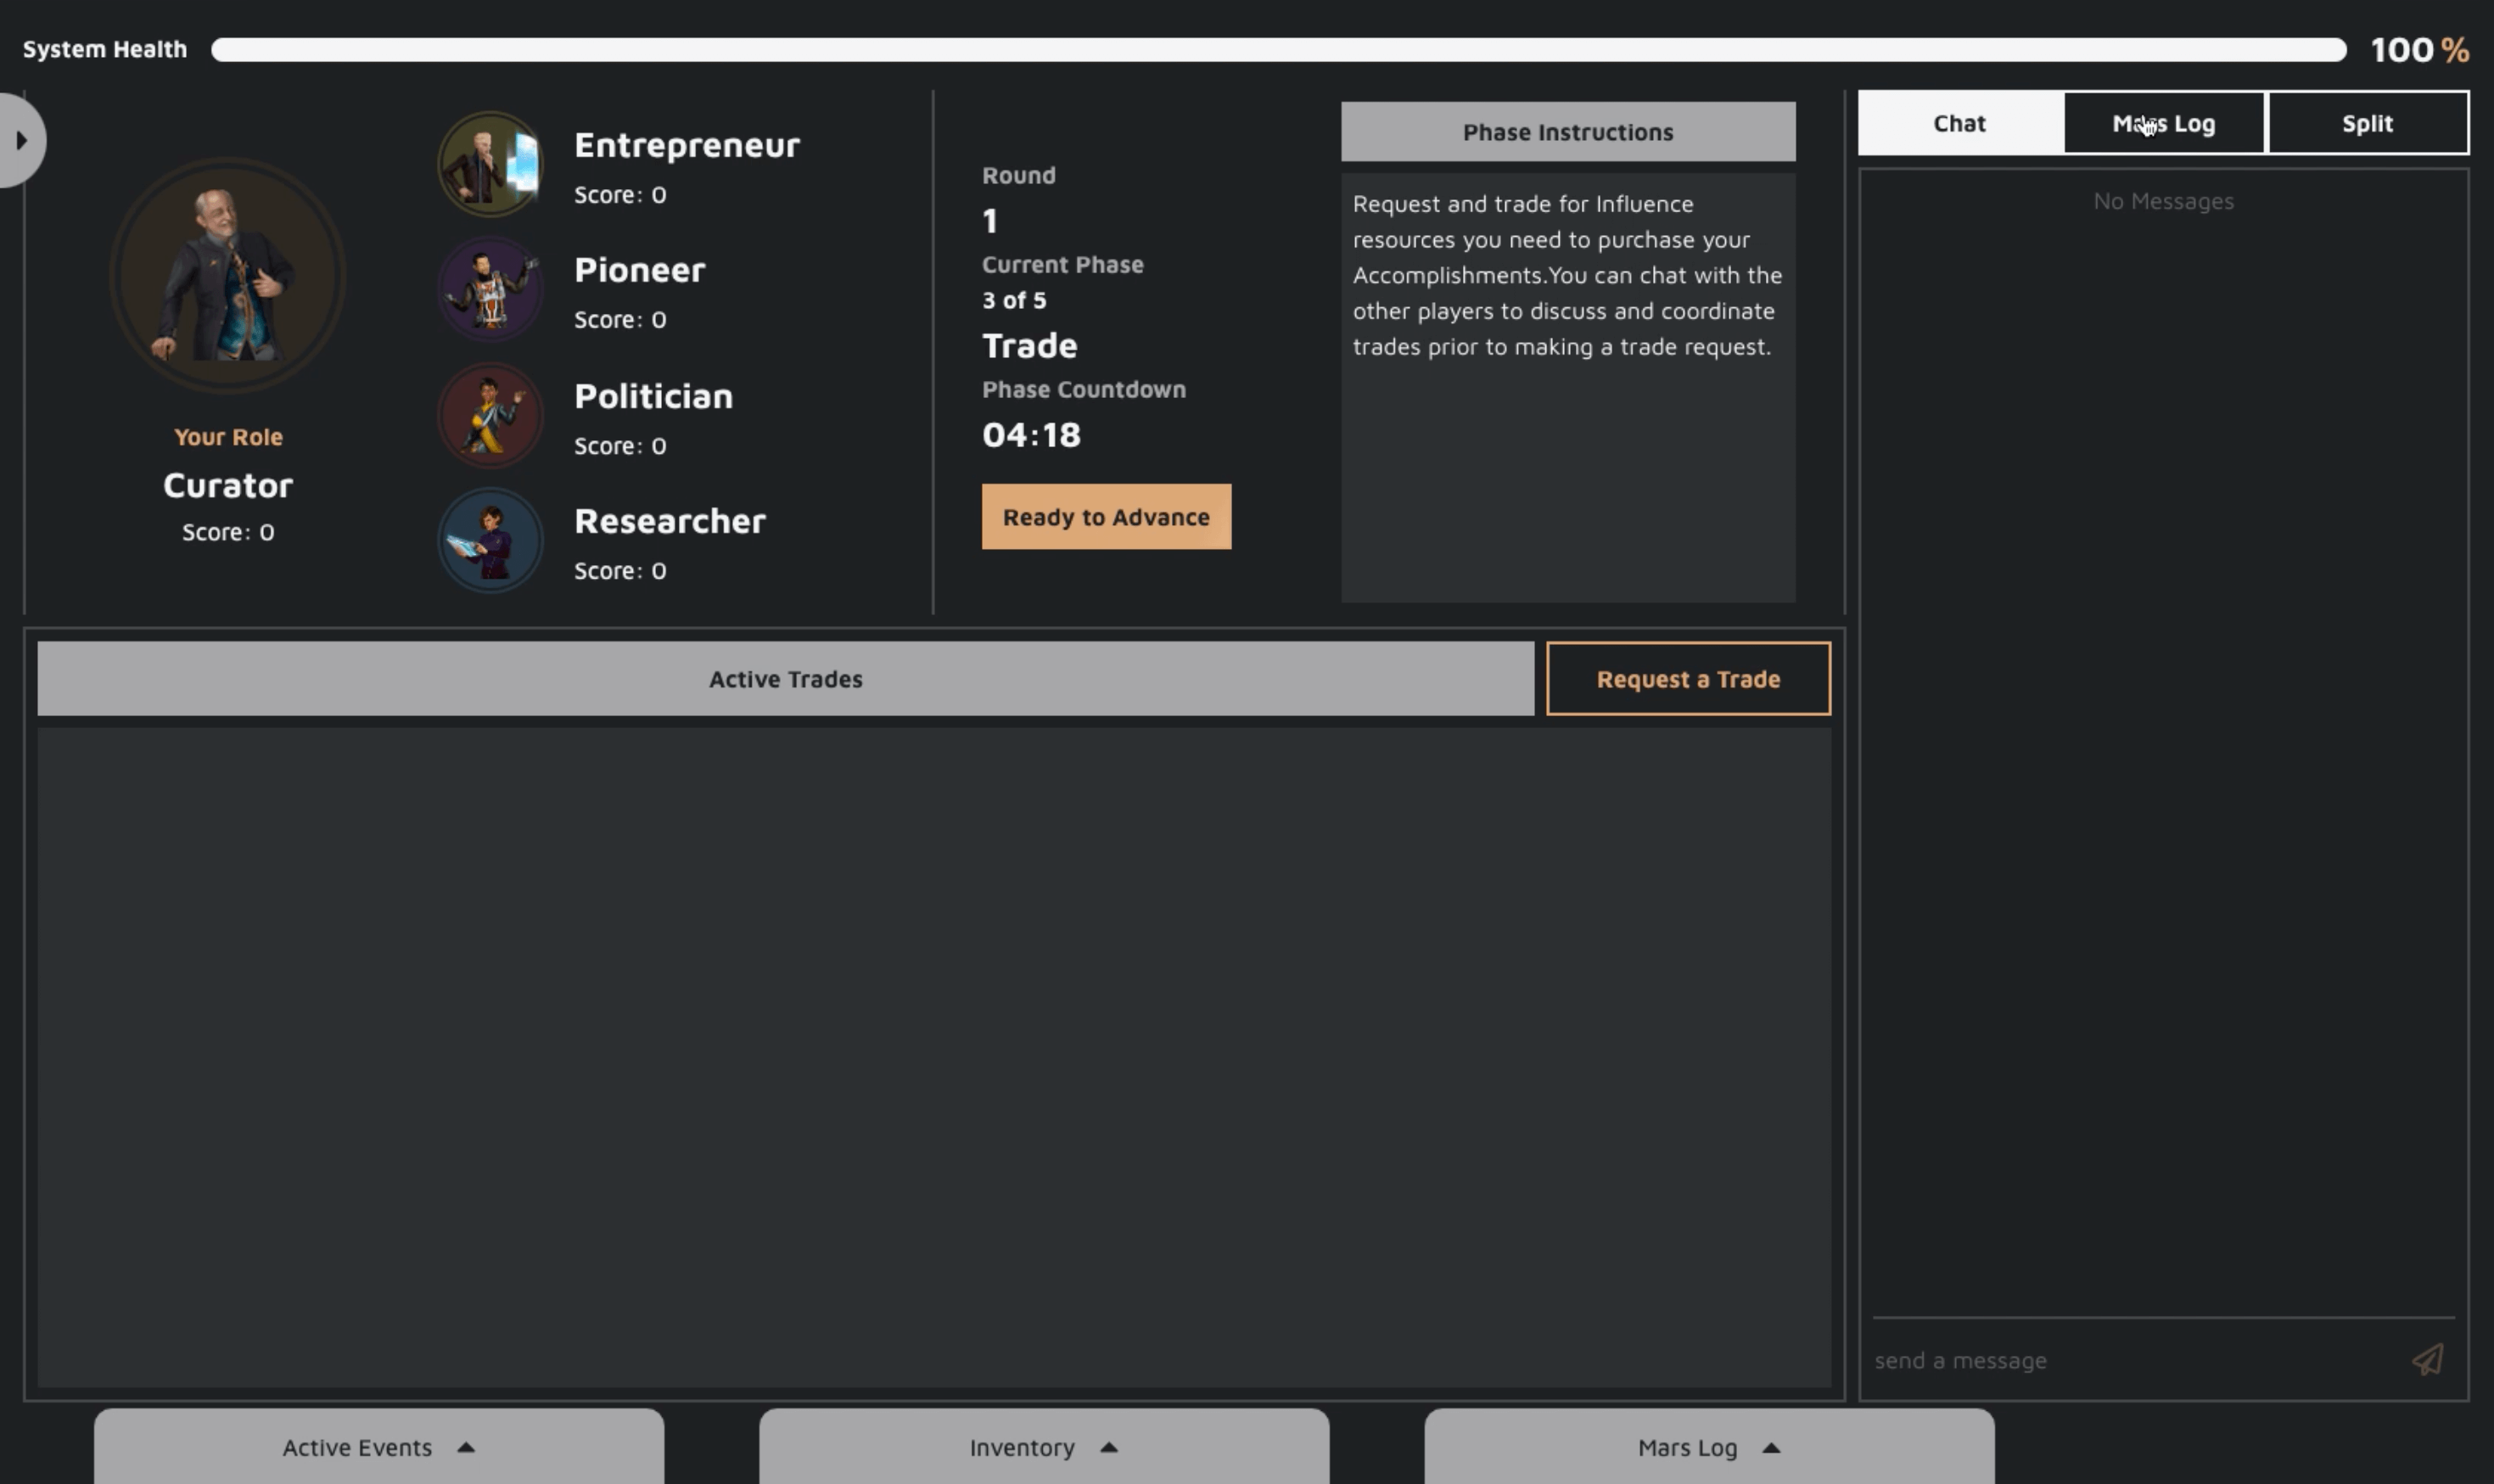 System Health
100 %
Your Role
Curator
Score: 0
Entrepreneur
Score: 0
Pioneer
Score: 0
Politician
Score: 0
Researcher
Score: 0
Round
1
Current Phase
3 of 5
Trade
Phase Countdown
04:18
Ready to Advance
Phase Instructions
Request and trade for Influence
resources you need to purchase your
Accomplishments.You can chat with the
other players to discuss and coordinate
trades prior to making a trade request.
Chat
Mars Log
Split
No Messages
Active Trades
Request a Trade
send a message
Active Events
Inventory
Mars Log